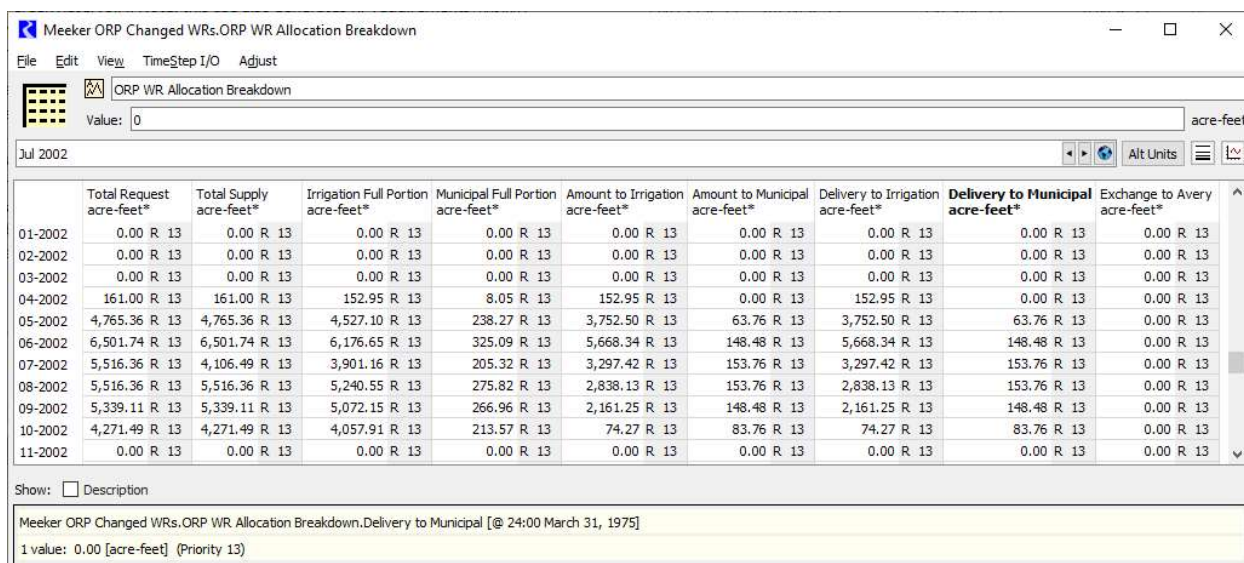 Meeker ORP Changed WRs.ORP WR Allocation Breakdown
File Edit View TimeStep I/O Adjust
ORP WR Allocation Breakdown
Value: 0 acre-feet
Jul 2002 Alt Units
Total Request Total Supply Irrigation Full Portion Municipal Full Portion Amount to Irrigation Amount to Municipal Delivery to Irrigation Delivery to Municipal Exchange to Avery
acre-feet* acre-feet* acre-feet* acre-feet* acre-feet* acre-feet* acre-feet* acre-feet* acre-feet*
01-2002 0.00 R 13 0.00 R 13 0.00 R 13 0.00 R 13 0.00 R 13 0.00 R 13 0.00 R 13 0.00 R 13 0.00 R 13
02-2002 0.00 R 13 0.00 R 13 0.00 R 13 0.00 R 13 0.00 R 13 0.00 R 13 0.00 R 13 0.00 R 13 0.00 R 13
03-2002 0.00 R 13 0.00 R 13 0.00 R 13 0.00 R 13 0.00 R 13 0.00 R 13 0.00 R 13 0.00 R 13 0.00 R 13
04-2002 161.00 R 13 161.00 R 13 152.95 R 13 8.05 R 13 152.95 R 13 0.00 R 13 152.95 R 13 0.00 R 13 0.00 R 13
05-2002 4,765.36 R 13 4,765.36 R 13 4,527.10 R 13 238.27 R 13 3,752.50 R 13 63.76 R 13 3,752.50 R 13 63.76 R 13 0.00 R 13
06-2002 6,501.74 R 13 6,501.74 R 13 6,176.65 R 13 325.09 R 13 5,668.34 R 13 148.48 R 13 5,668.34 R 13 148.48 R 13 0.00 R 13
07-2002 5,516.36 R 13 4,106.49 R 13 3,901.16 R 13 205.32 R 13 3,297.42 R 13 153.76 R 13 3,297.42 R 13 153.76 R 13 0.00 R 13
08-2002 5,516.36 R 13 5,516.36 R 13 5,240.55 R 13 275.82 R 13 2,838.13 R 13 153.76 R 13 2,838.13 R 13 153.76 R 13 0.00 R 13
09-2002 5,339.11 R 13 5,339.11 R 13 5,072.15 R 13 266.96 R 13 2,161.25 R 13 148.48 R 13 2,161.25 R 13 148.48 R 13 0.00 R 13
10-2002 4,271.49 R 13 4,271.49 R 13 4,057.91 R 13 213.57 R 13 74.27 R 13 83.76 R 13 74.27 R 13 83.76 R 13 0.00 R 13
11-2002 0.00 R 13 0.00 R 13 0.00 R 13 0.00 R 13 0.00 R 13 0.00 R 13 0.00 R 13 0.00 R 13 0.00 R 13
Show: Description
Meeker ORP Changed WRs.ORP WR Allocation Breakdown.Delivery to Municipal [@ 24:00 March 31, 1975]
1 value: 0.00 [acre-feet] (Priority 13)